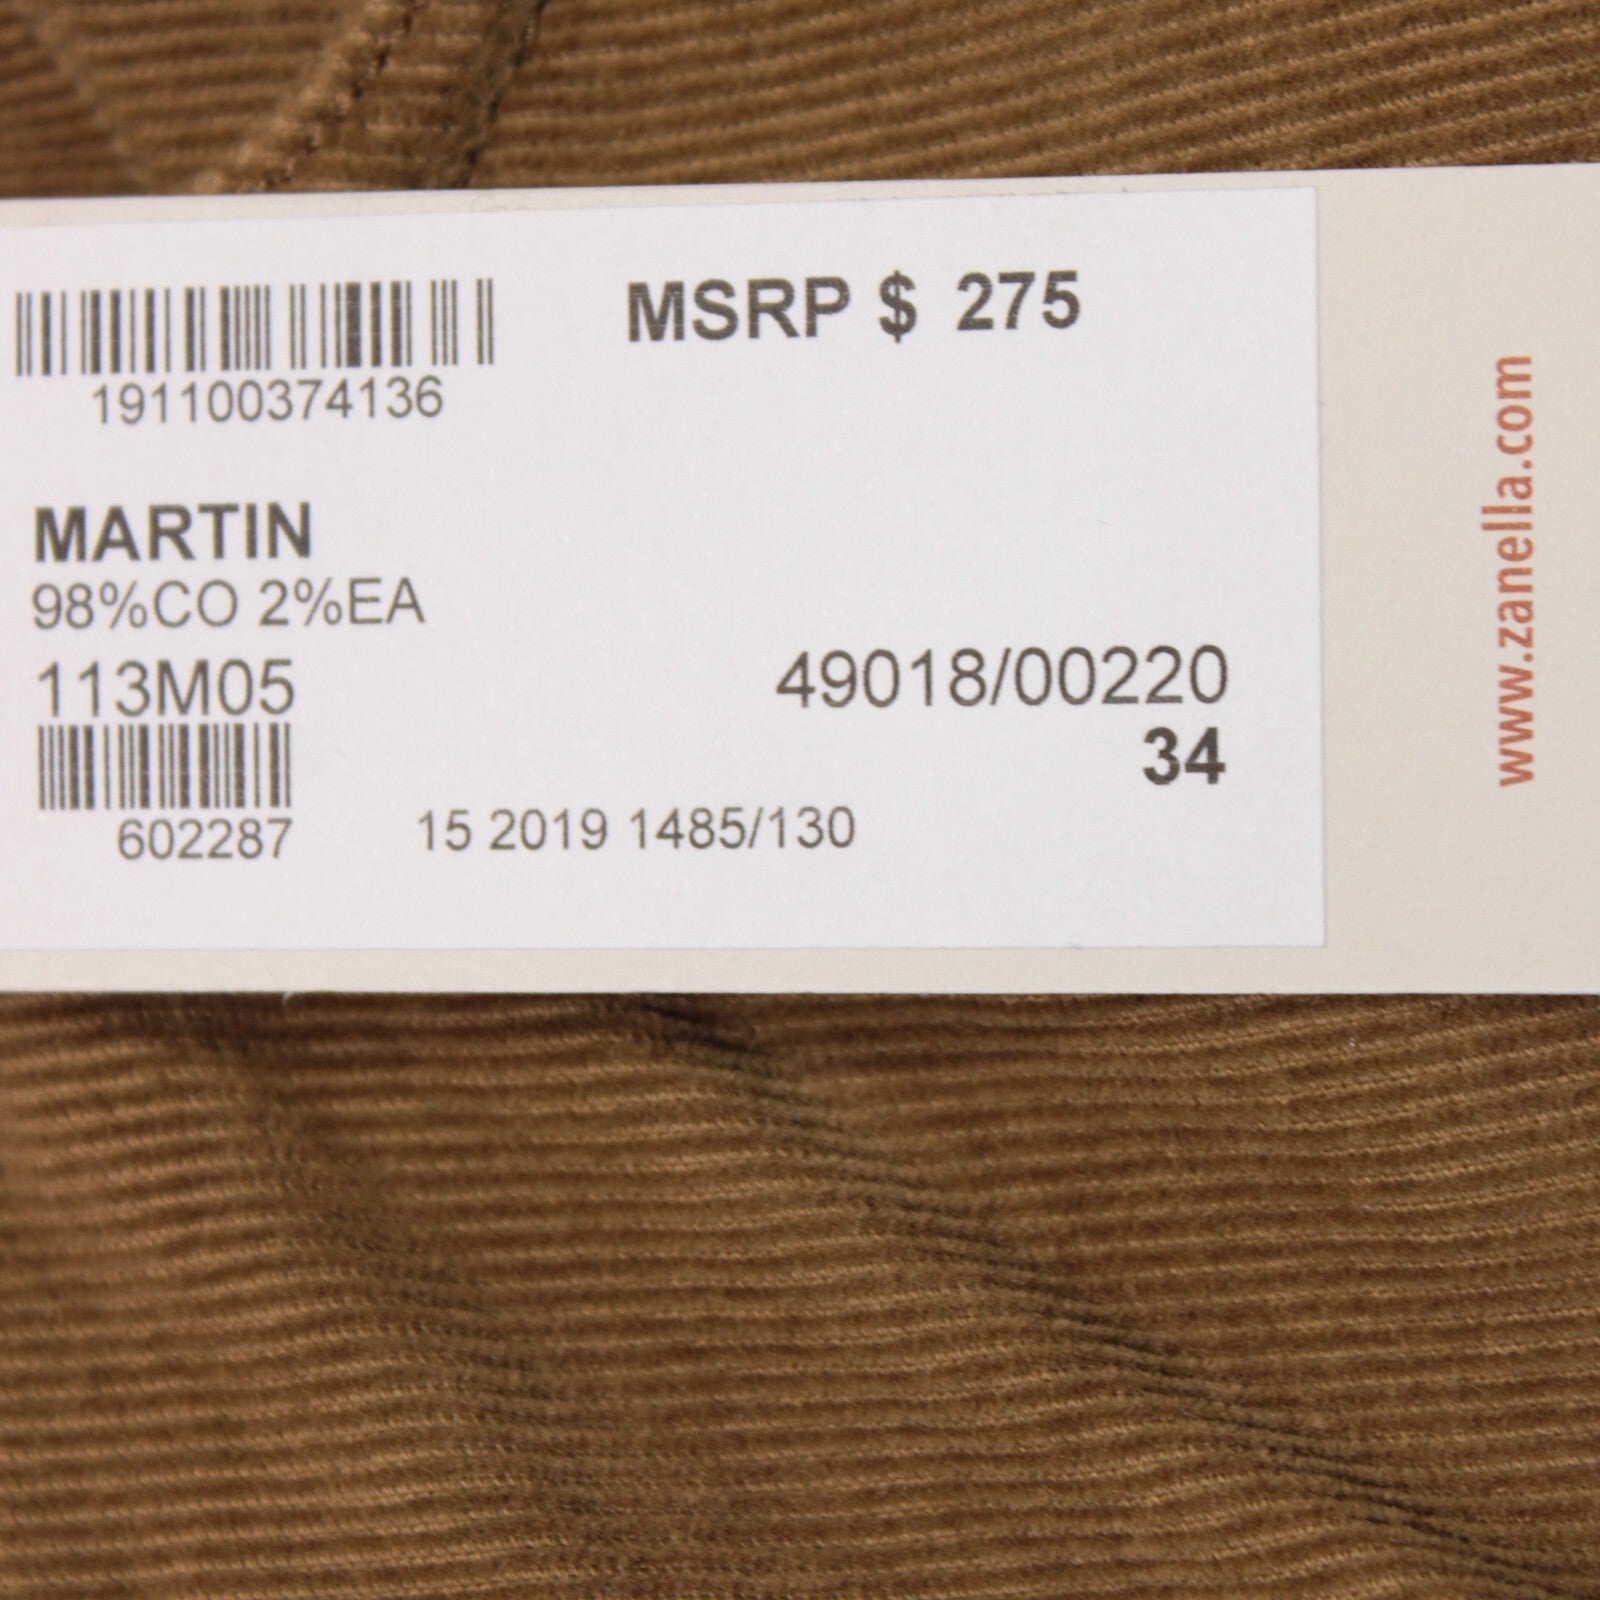 MSRP $ 275
191100374136
MARTIN
98%CO 2%EA
113M05
49018/00220
34
602287
15 2019 1485/130
www.zanella.com